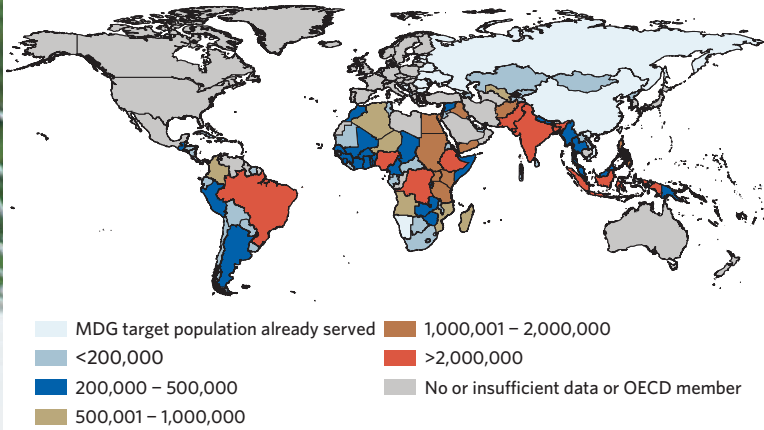 MDG target population already served
<200,000
200,000 – 500,000
500,001 – 1,000,000
1,000,001 – 2,000,000
>2,000,000
No or insufficient data or OECD member